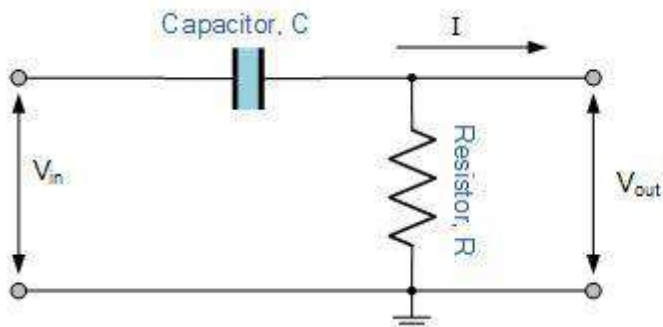 Capacitor, C
I
Vin
Resistor, R
Vout